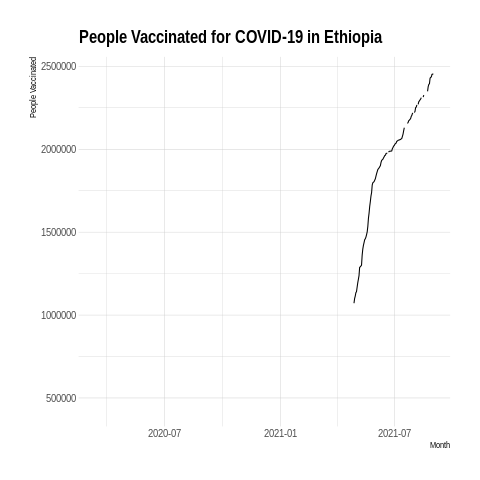 People Vaccinated for COVID-19 in Ethiopia
People Vaccinated
2500000
2000000
1500000
1000000
500000
2020-07
2021-01
2021-07
Month